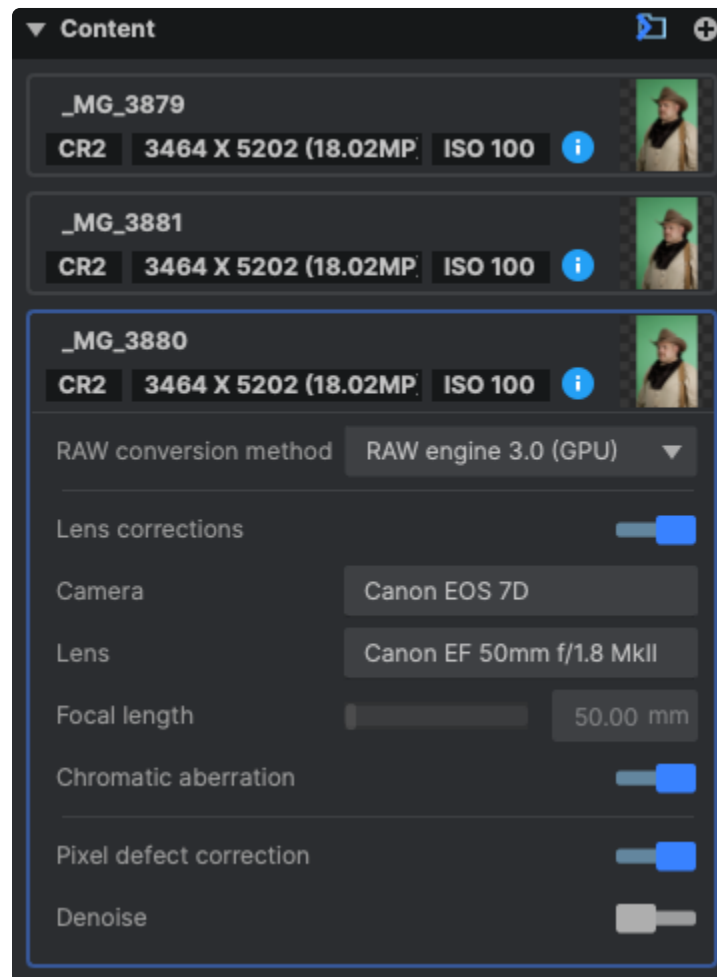 Content
_MG_3879
CR2 3464 X 5202 (18.02MP) ISO 100
_MG_3881
CR2 3464 X 5202 (18.02MP) ISO 100
_MG_3880
CR2 3464 X 5202 (18.02MP) ISO 100
RAW conversion method RAW engine 3.0 (GPU)
Lens corrections
Camera Canon EOS 7D
Lens Canon EF 50mm f/1.8 MkII
Focal length 50.00 mm
Chromatic aberration
Pixel defect correction
Denoise